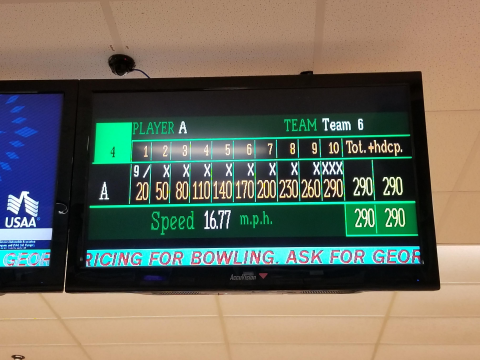 PLAYER A TEAM Team 6
4 1 2 3 4 5 6 7 8 9 10 Tot. +hdcp.
9/ X X X X X X X X XXX
A 20 50 80 110 140 170 200 230 260 290 290 290
Speed 16.77 m.p.h. 290 290
RICING FOR BOWLING. ASK FOR GEOR
USAA
GEOR
AccuVision